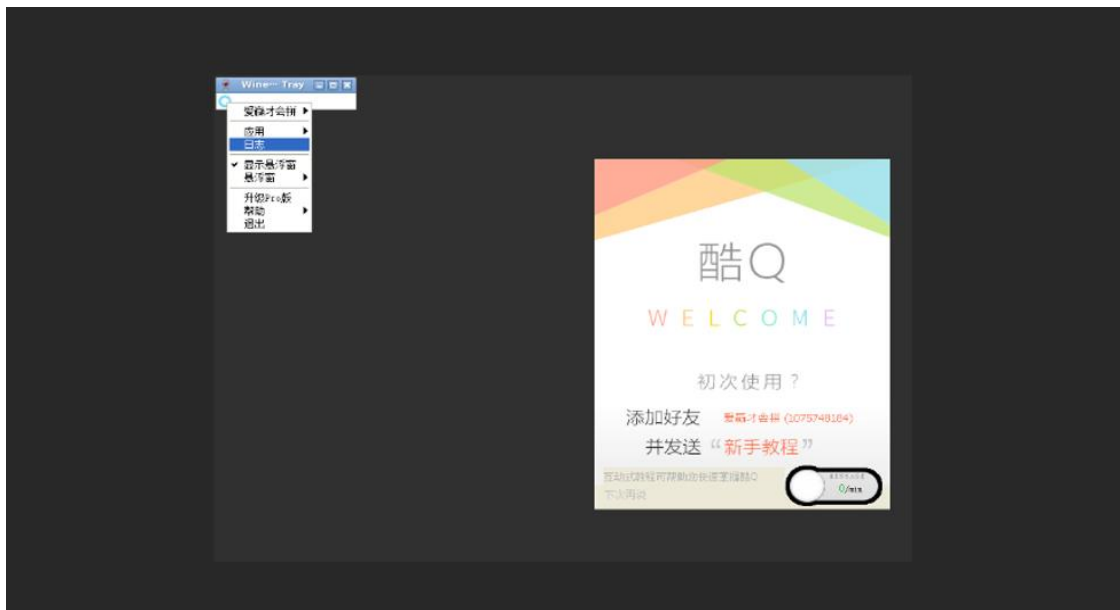 Wine… Tray
爱赢才会拼
应用
日志
显示悬浮窗
悬浮窗
升级Pro版
帮助
退出
酷Q
WELCOME
初次使用？
添加好友 (1075748184)
并发送“新手教程”
下次再说
0/min